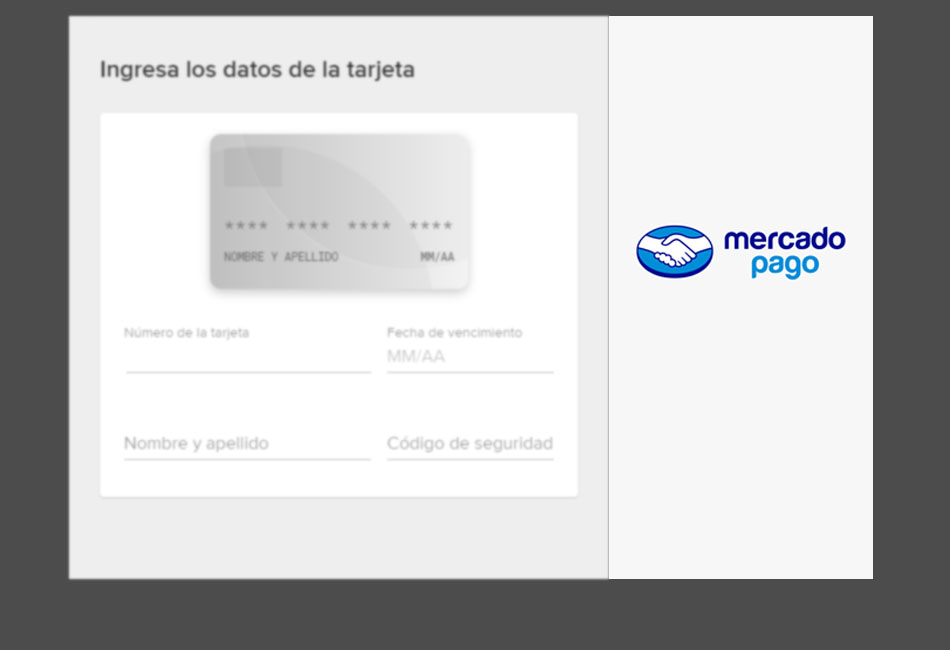 Ingresa los datos de la tarjeta
**** **** **** ****
NOMBRE Y APELLIDO MM/AA
Número de la tarjeta Fecha de vencimiento
MM/AA
Nombre y apellido Código de seguridad
mercado
pago